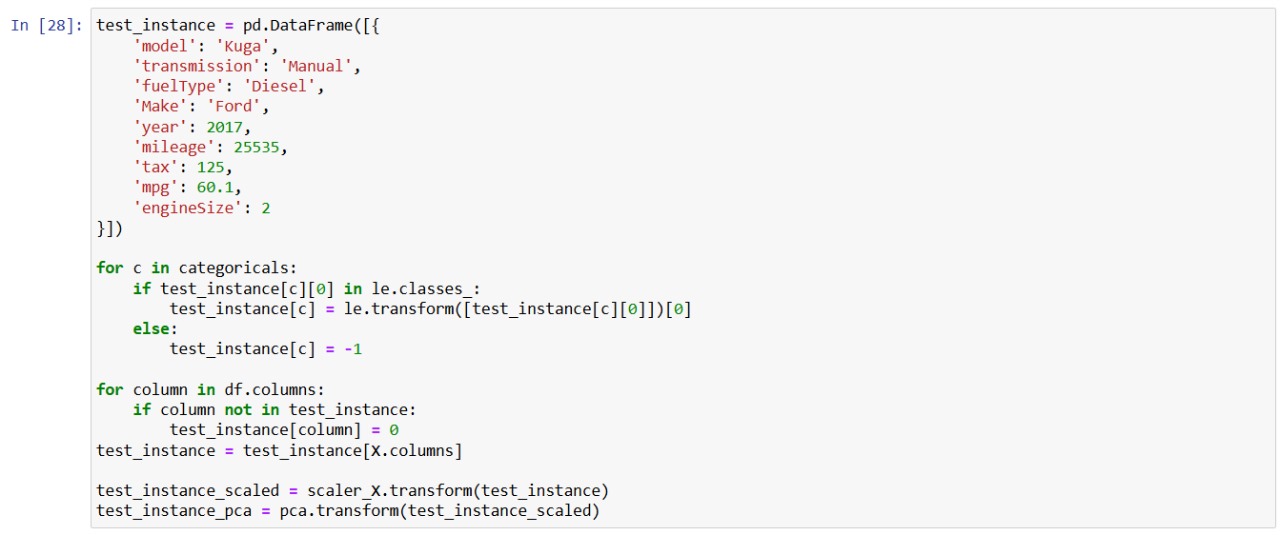 In [28]: test_instance = pd.DataFrame([{
    'model': 'Kuga',
    'transmission': 'Manual',
    'fuelType': 'Diesel',
    'Make': 'Ford',
    'year': 2017,
    'mileage': 25535,
    'tax': 125,
    'mpg': 60.1,
    'engineSize': 2
}])

for c in categoricals:
    if test_instance[c][0] in le.classes_:
        test_instance[c] = le.transform([test_instance[c][0]])[0]
    else:
        test_instance[c] = -1

for column in df.columns:
    if column not in test_instance:
        test_instance[column] = 0
test_instance = test_instance[X.columns]

test_instance_scaled = scaler_X.transform(test_instance)
test_instance_pca = pca.transform(test_instance_scaled)